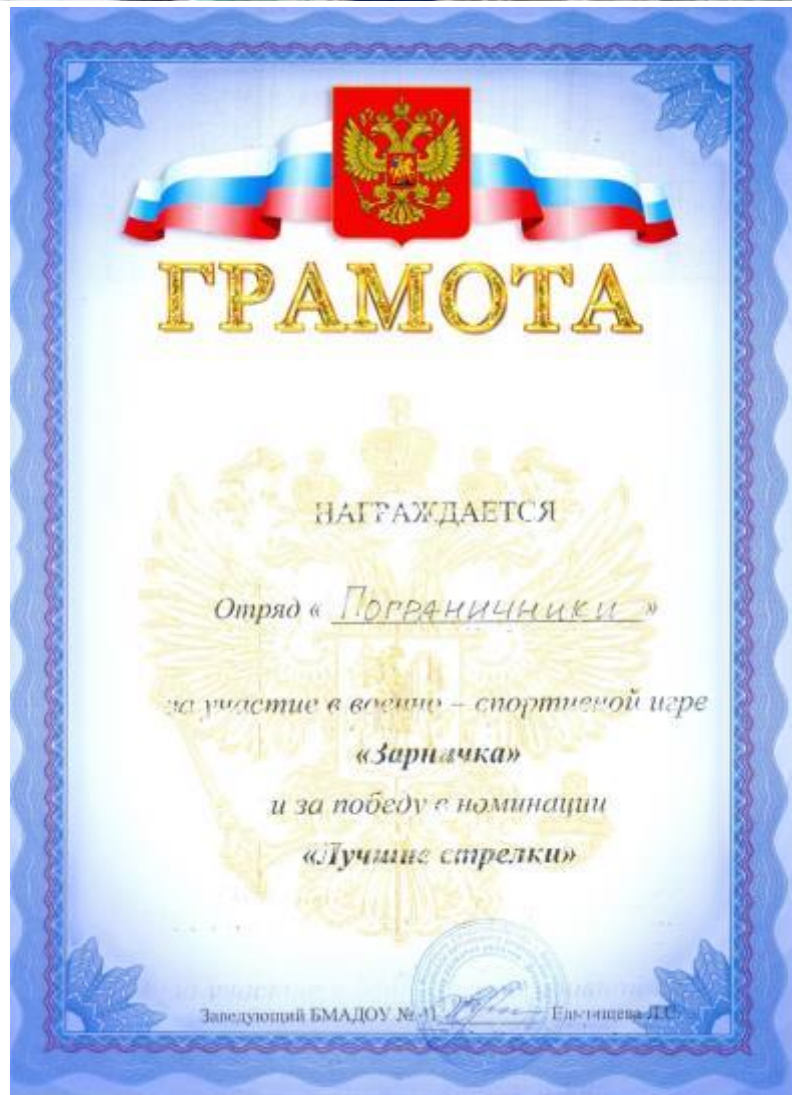 ГРАМОТА
НАГРАЖДАЕТСЯ
Отряд « Пограничники »
за участие в военно – спортивной игре
«Зарничка»
и за победу в номинации
«Лучшие стрелки»
Заведующий БМАДОУ № Л.С.